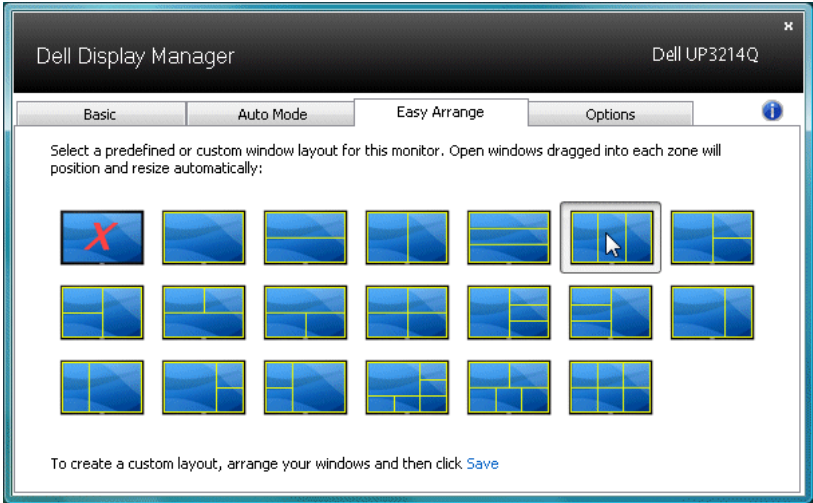 x
Dell Display Manager
Dell UP3214Q
Basic
Auto Mode
Easy Arrange
Options
i
Select a predefined or custom window layout for this monitor. Open windows dragged into each zone will
position and resize automatically:
X
To create a custom layout, arrange your windows and then click Save